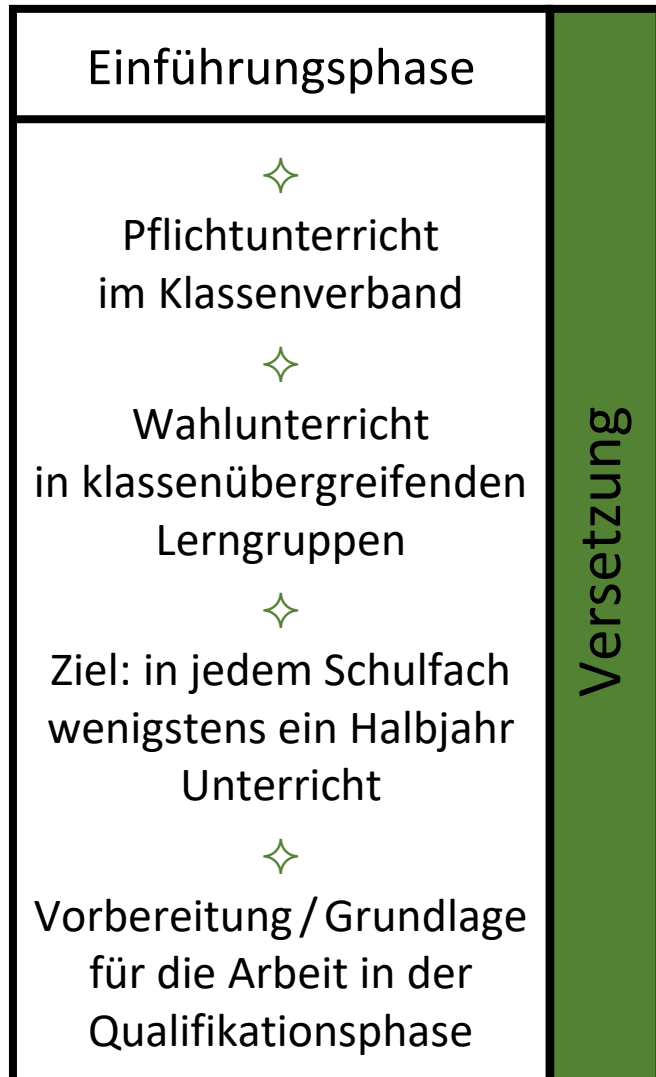 Einführungsphase
Pflichtunterricht
im Klassenverband
Wahlunterricht
in klassenübergreifenden
Lerngruppen
Ziel: in jedem Schulfach
wenigstens ein Halbjahr
Unterricht
Vorbereitung / Grundlage
für die Arbeit in der
Qualifikationsphase
Versetzung